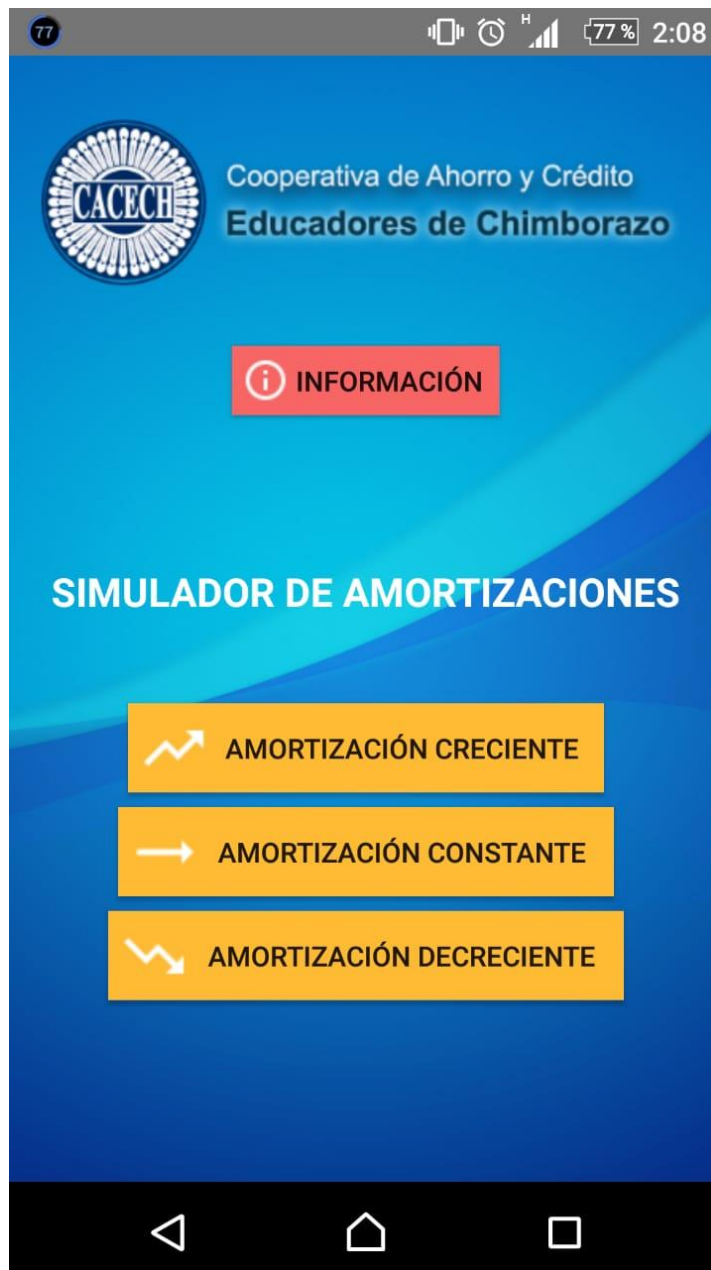 77
H
77 %
2:08
CACECH
Cooperativa de Ahorro y Crédito
Educadores de Chimborazo
INFORMACIÓN
SIMULADOR DE AMORTIZACIONES
AMORTIZACIÓN CRECIENTE
AMORTIZACIÓN CONSTANTE
AMORTIZACIÓN DECRECIENTE